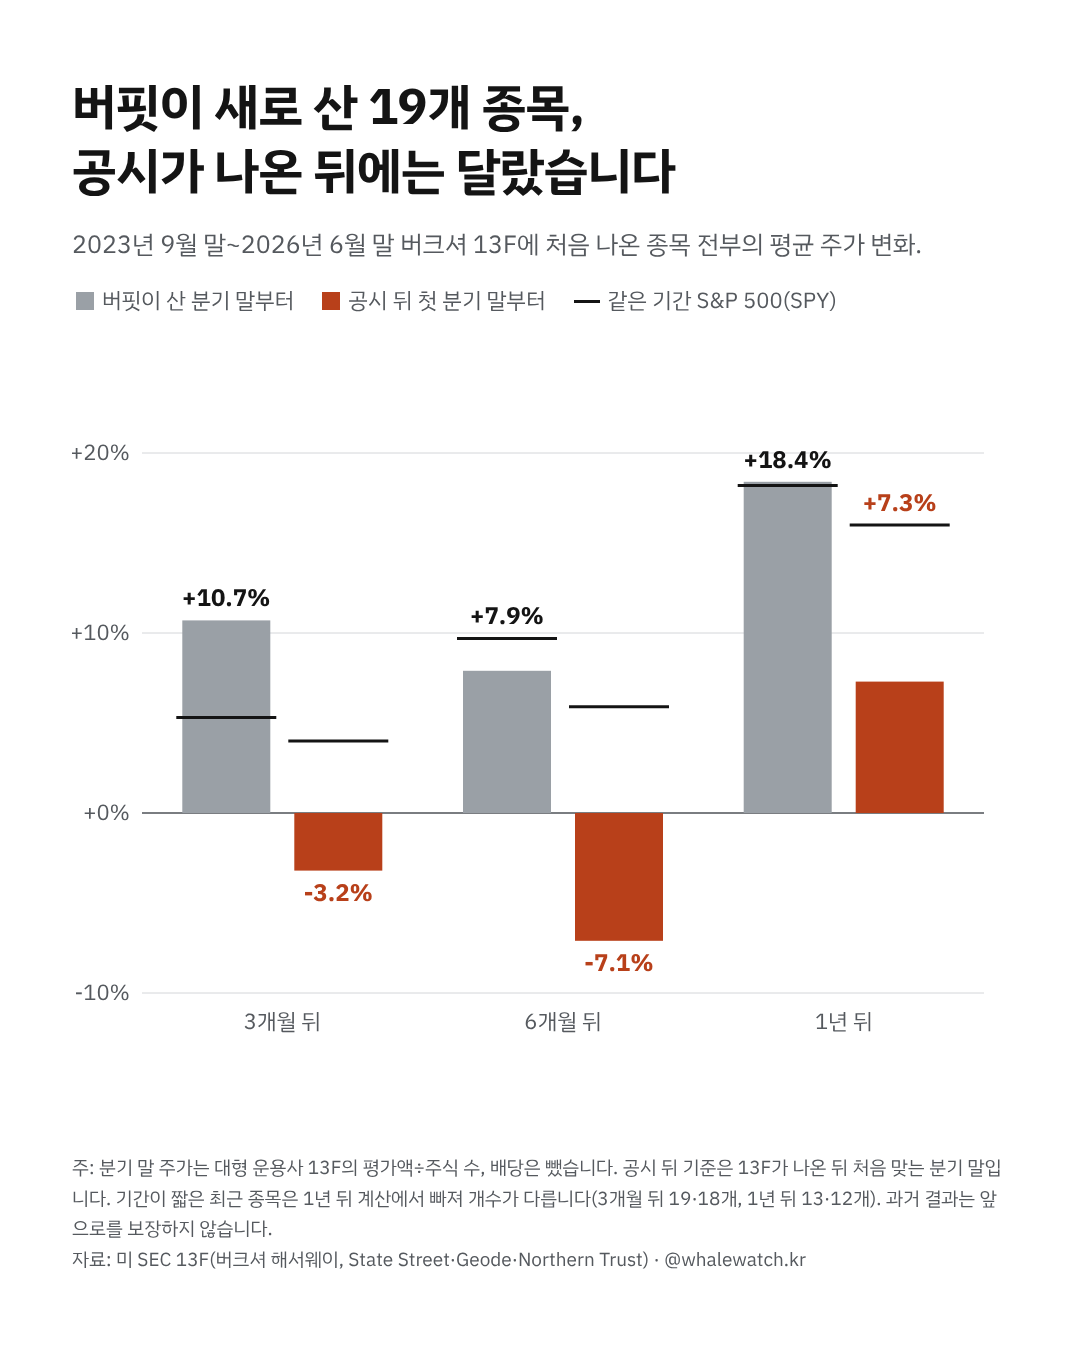 버핏이 새로 산 19개 종목,
공시가 나온 뒤에는 달랐습니다
2023년 9월 말~2026년 6월 말 버크셔 13F에 처음 나온 종목 전부의 평균 주가 변화.
버핏이 산 분기 말부터 공시 뒤 첫 분기 말부터 같은 기간 S&P 500(SPY)
+20%
+18.4%
+7.3%
+10.7%
+7.9%
+10%
+0%
-3.2%
-7.1%
-10%
3개월 뒤 6개월 뒤 1년 뒤
주: 분기 말 주가는 대형 운용사 13F의 평가액÷주식 수, 배당은 뺐습니다. 공시 뒤 기준은 13F가 나온 뒤 처음 맞는 분기 말입
니다. 기간이 짧은 최근 종목은 1년 뒤 계산에서 빠져 개수가 다릅니다(3개월 뒤 19·18개, 1년 뒤 13·12개). 과거 결과는 앞
으로를 보장하지 않습니다.
자료: 미 SEC 13F(버크셔 해서웨이, State Street·Geode·Northern Trust) · @whalewatch.kr